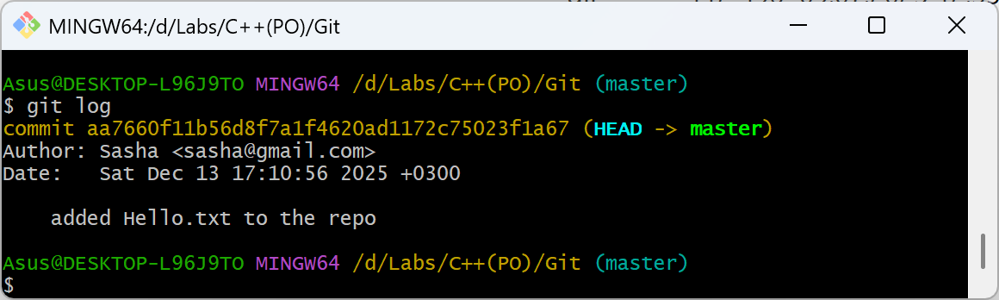 MINGW64:/d/Labs/C++(PO)/Git
Asus@DESKTOP-L96J9TO MINGW64 /d/Labs/C++(PO)/Git (master)
$ git log
commit aa7660f11b56d8f7a1f4620ad1172c75023f1a67 (HEAD -> master)
Author: Sasha <sasha@gmail.com>
Date:   Sat Dec 13 17:10:56 2025 +0300
    added Hello.txt to the repo
Asus@DESKTOP-L96J9TO MINGW64 /d/Labs/C++(PO)/Git (master)
$